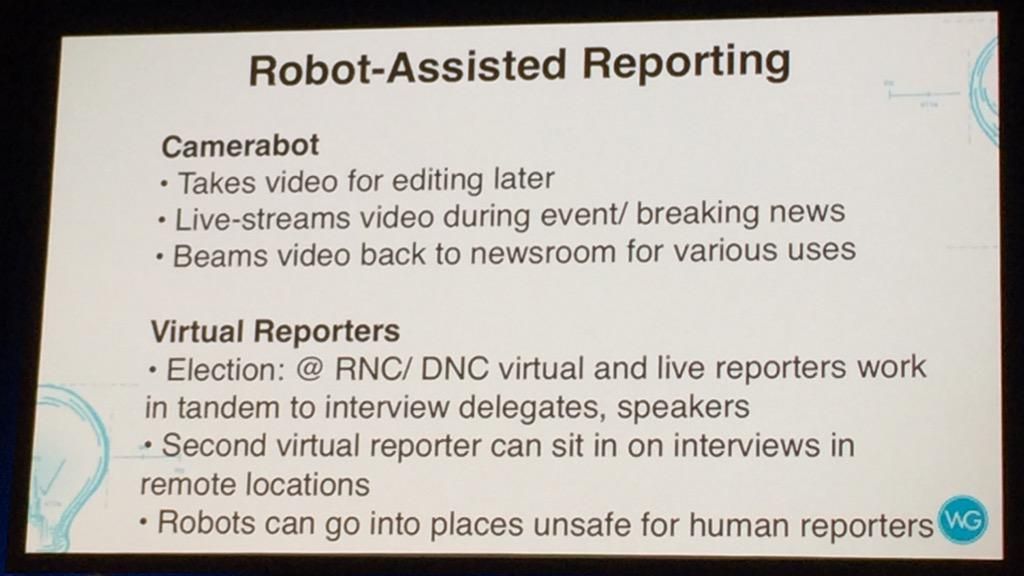 Robot-Assisted Reporting
Camerabot
• Takes video for editing later
• Live-streams video during event/ breaking news
• Beams video back to newsroom for various uses
Virtual Reporters
• Election: @ RNC/ DNC virtual and live reporters work
in tandem to interview delegates, speakers
• Second virtual reporter can sit in on interviews in
remote locations
• Robots can go into places unsafe for human reporters
WG